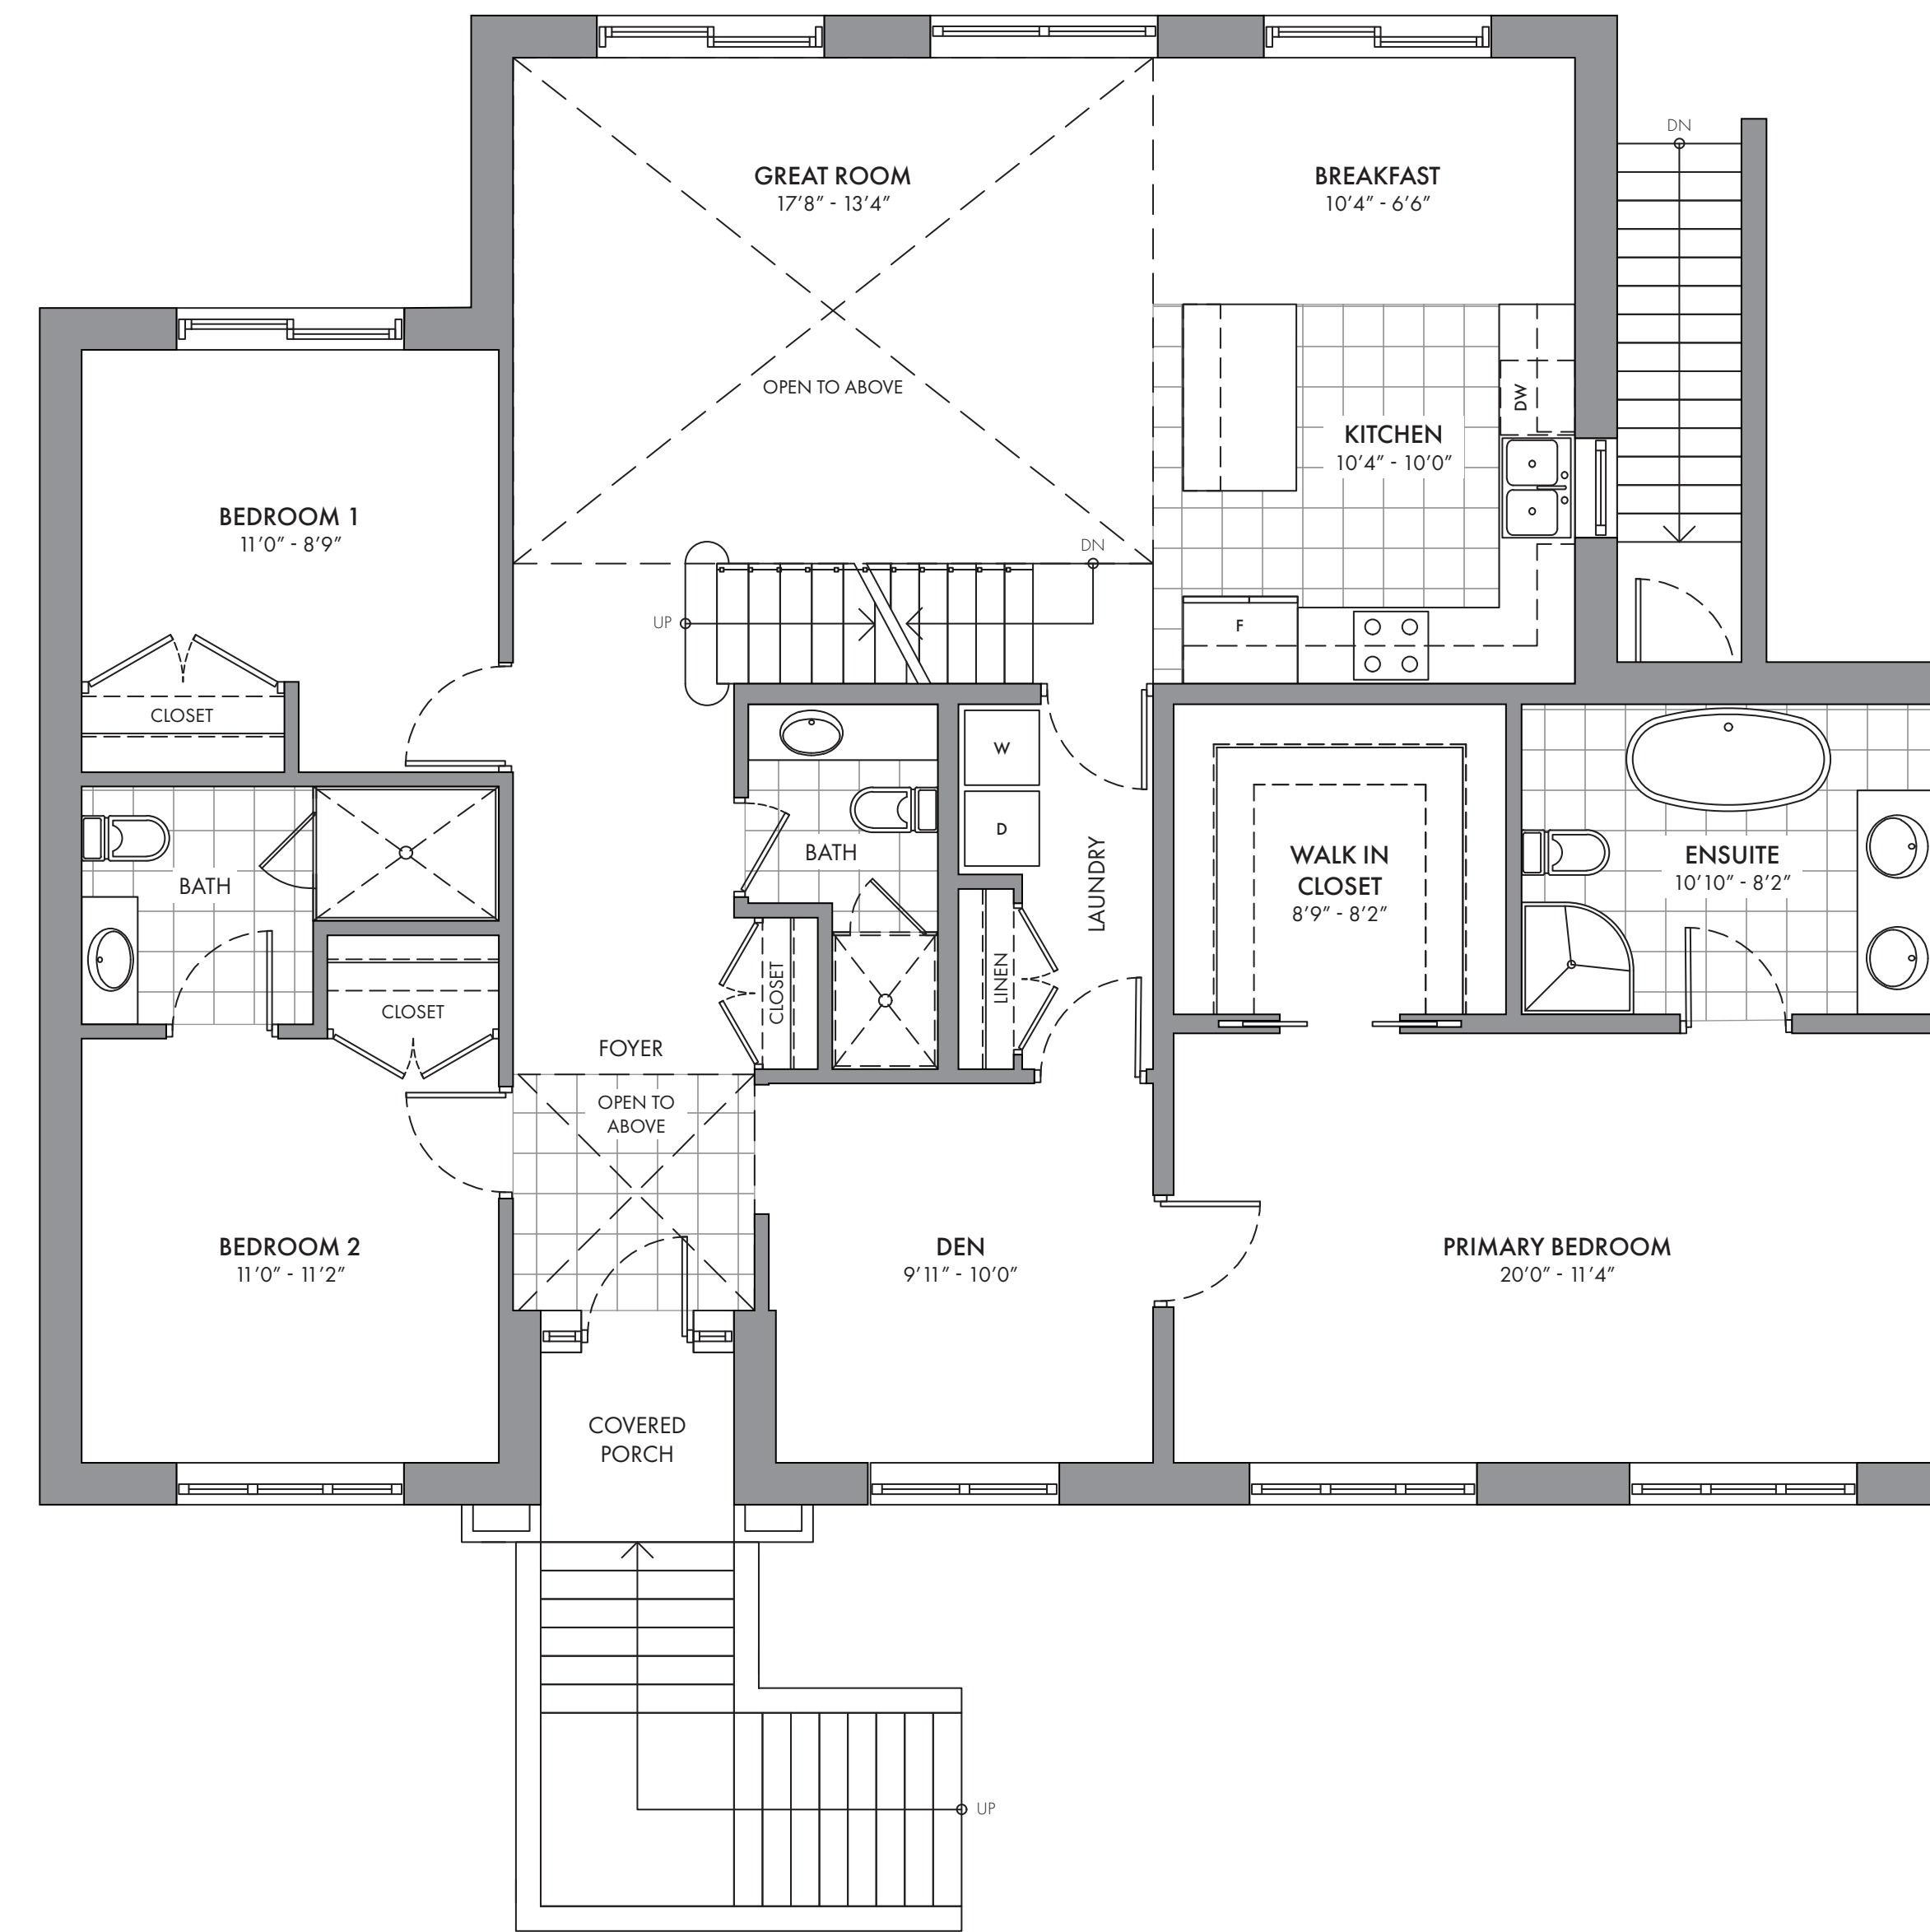 DN
GREAT ROOM
17'8" - 13'4"
BREAKFAST
10'4" - 6'6"
OPEN TO ABOVE
DW
KITCHEN
10'4" - 10'0"
BEDROOM 1
11'0" - 8'9"
DN
UP
F
CLOSET
W
D
BATH
LAUNDRY
WALK IN
CLOSET
8'9" - 8'2"
ENSUITE
10'10" - 8'2"
BATH
CLOSET
LINEN
CLOSET
FOYER
OPEN TO
ABOVE
BEDROOM 2
11'0" - 11'2"
DEN
9'11" - 10'0"
PRIMARY BEDROOM
20'0" - 11'4"
COVERED
PORCH
UP